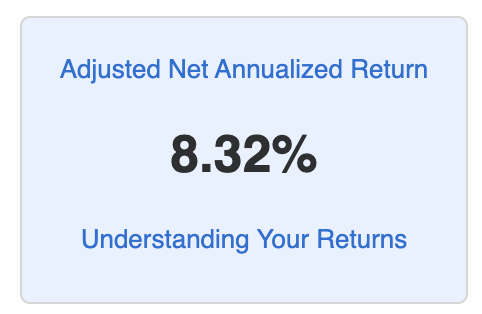 Adjusted Net Annualized Return
8.32%
Understanding Your Returns